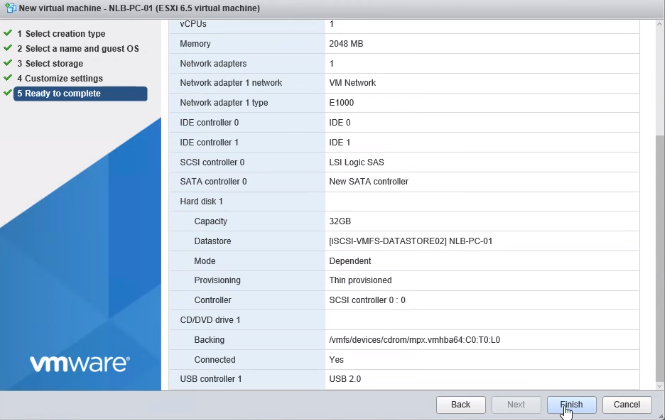 New virtual machine - NLB-PC-01 (ESXi 6.5 virtual machine)
1 Select creation type
2 Select a name and guest OS
3 Select storage
4 Customize settings
5 Ready to complete
vCPUs 1
Memory 2048 MB
Network adapters 1
Network adapter 1 network VM Network
Network adapter 1 type E1000
IDE controller 0 IDE 0
IDE controller 1 IDE 1
SCSI controller 0 LSI Logic SAS
SATA controller 0 New SATA controller
Hard disk 1
Capacity 32GB
Datastore [iSCSI-VMFS-DATASTORE02] NLB-PC-01
Mode Dependent
Provisioning Thin provisioned
Controller SCSI controller 0 : 0
CD/DVD drive 1
Backing /vmfs/devices/cdrom/mpx.vmhba64:C0:T0:L0
Connected Yes
USB controller 1 USB 2.0
vmware®
Back Next Finish Cancel